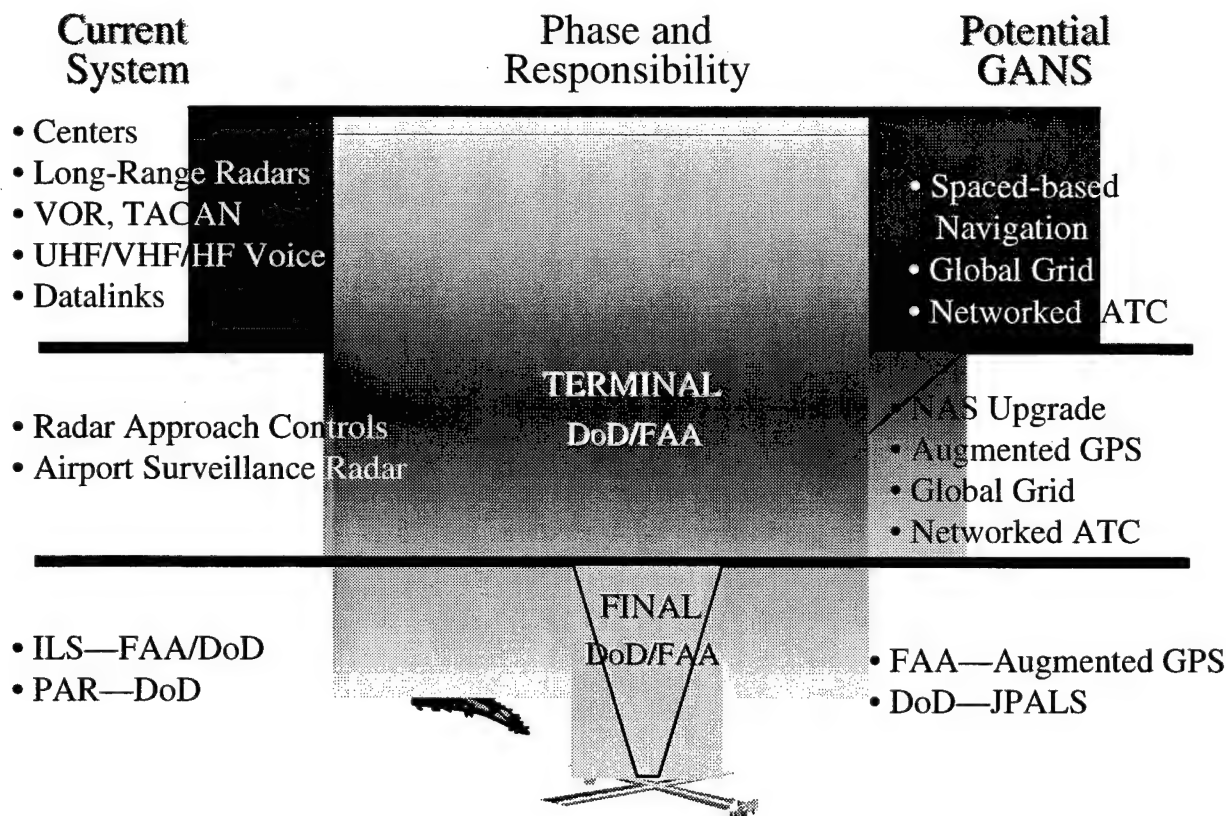 Current
System
Phase and
Responsibility
Potential
GANS
• Centers
• Long-Range Radars
• VOR, TACAN
• UHF/VHF/HF Voice
• Datalinks
• Spaced-based
Navigation
• Global Grid
• Networked ATC
• Radar Approach Controls
• Airport Surveillance Radar
TERMINAL
DoD/FAA
• NAS Upgrade
• Augmented GPS
• Global Grid
• Networked ATC
• ILS—FAA/DoD
• PAR—DoD
FINAL
DoD/FAA
• FAA—Augmented GPS
• DoD—JPALS